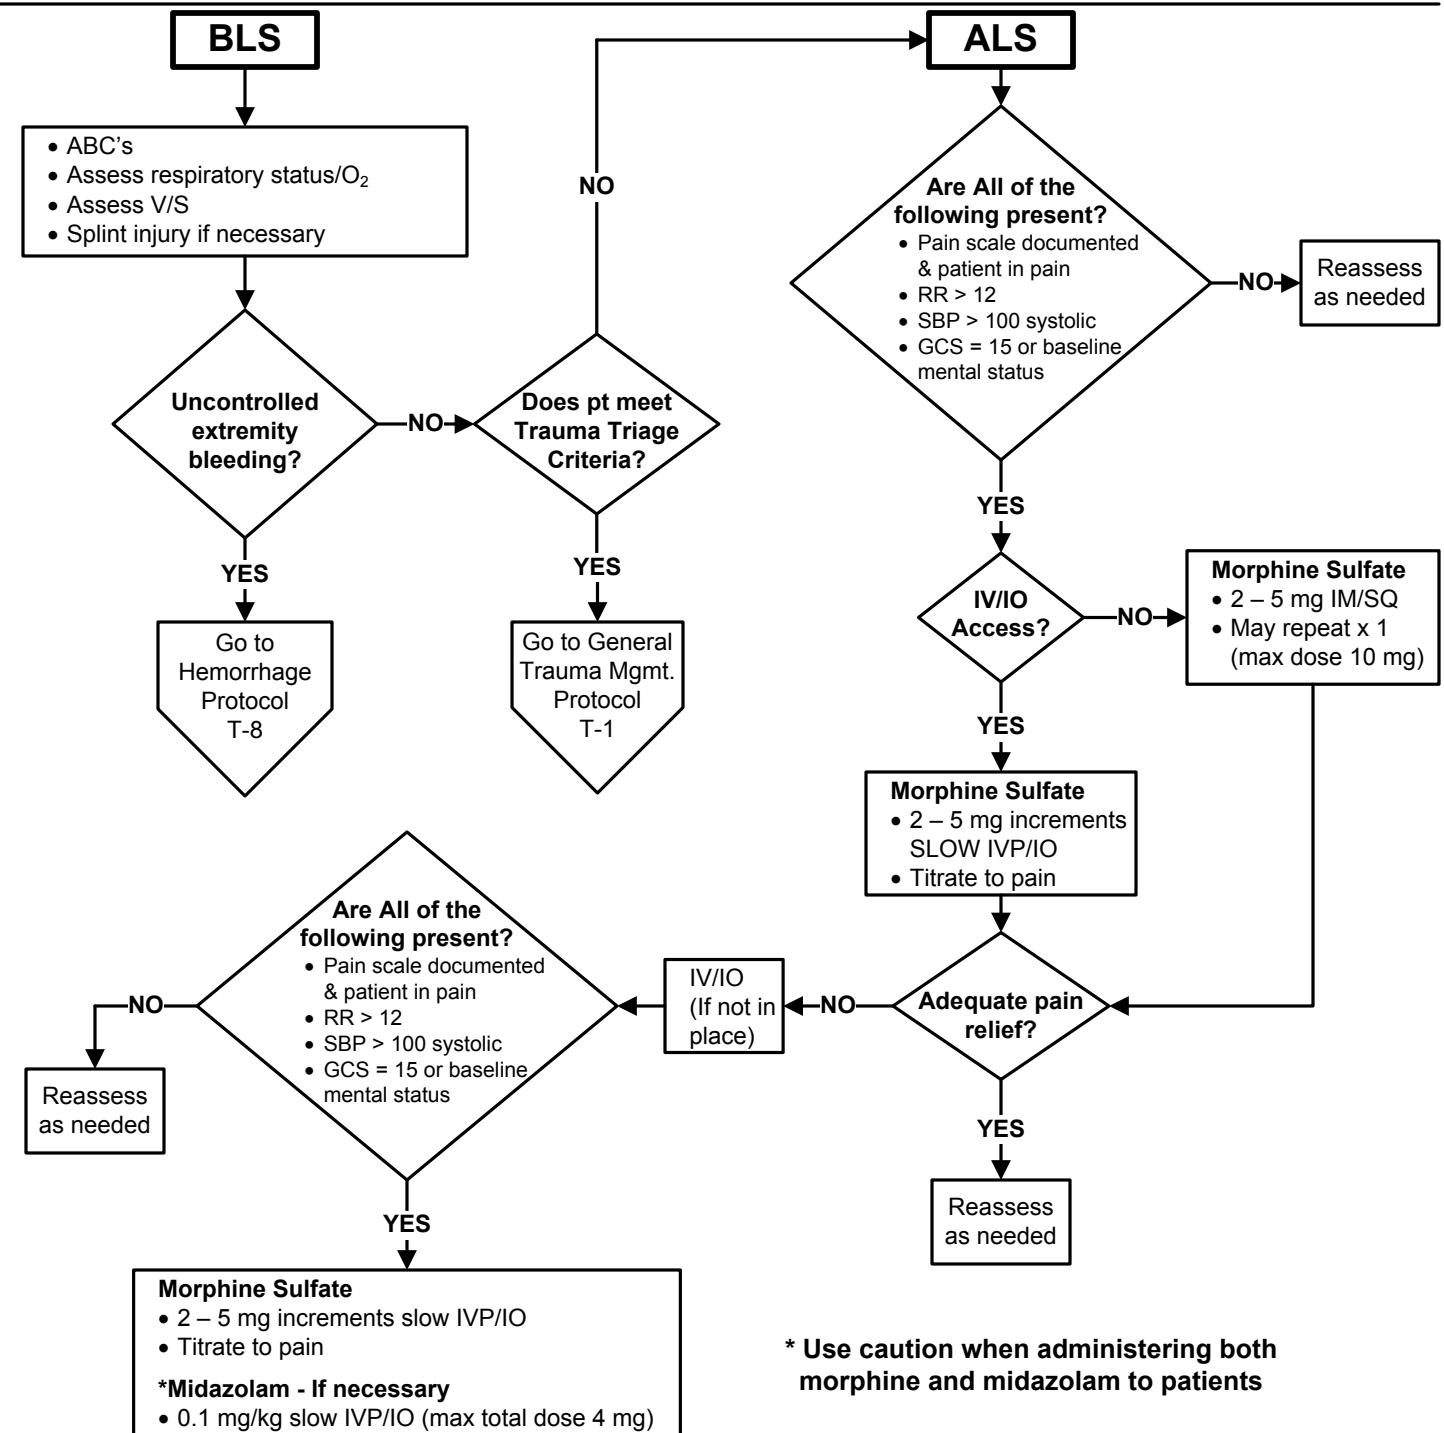 BLS
• ABC's
• Assess respiratory status/O₂
• Assess V/S
• Splint injury if necessary
Uncontrolled
extremity
bleeding?
NO
YES
Go to
Hemorrhage
Protocol
T-8
Does pt meet
Trauma Triage
Criteria?
NO
YES
Go to General
Trauma Mgmt.
Protocol
T-1
ALS
Are All of the
following present?
• Pain scale documented
& patient in pain
• RR > 12
• SBP > 100 systolic
• GCS = 15 or baseline
mental status
NO
Reassess
as needed
YES
IV/IO
Access?
NO
Morphine Sulfate
• 2 – 5 mg IM/SQ
• May repeat x 1
(max dose 10 mg)
YES
Morphine Sulfate
• 2 – 5 mg increments
SLOW IVP/IO
• Titrate to pain
Adequate pain
relief?
YES
Reassess
as needed
NO
IV/IO
(If not in
place)
Are All of the
following present?
• Pain scale documented
& patient in pain
• RR > 12
• SBP > 100 systolic
• GCS = 15 or baseline
mental status
NO
Reassess
as needed
YES
Morphine Sulfate
• 2 – 5 mg increments slow IVP/IO
• Titrate to pain
*Midazolam - If necessary
• 0.1 mg/kg slow IVP/IO (max total dose 4 mg)
* Use caution when administering both
morphine and midazolam to patients